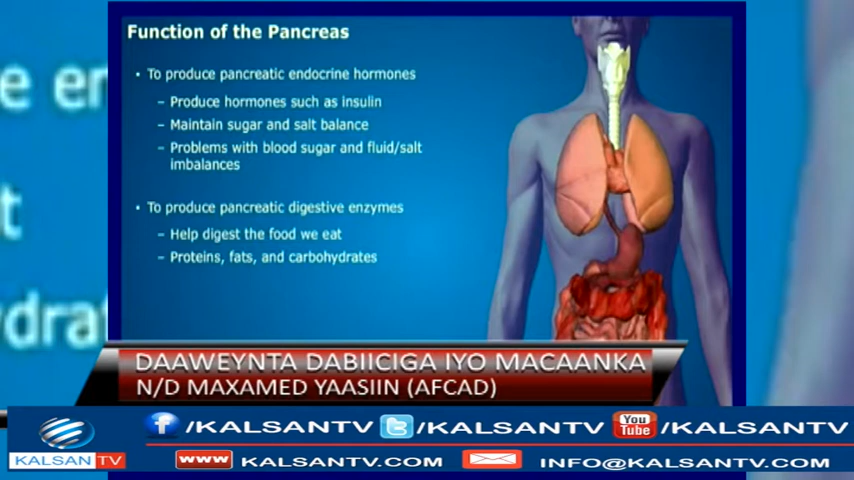 Function of the Pancreas
• To produce pancreatic endocrine hormones
– Produce hormones such as insulin
– Maintain sugar and salt balance
– Problems with blood sugar and fluid/salt
imbalances
• To produce pancreatic digestive enzymes
– Help digest the food we eat
– Proteins, fats, and carbohydrates
DAAWEYNTA DABIICIGA IYO MACAANKA
N/D MAXAMED YAASIIN (AFCAD)
/KALSANTV /KALSANTV You Tube /KALSANTV
KALSAN TV
www KALSANTV.COM INFO@KALSANTV.COM